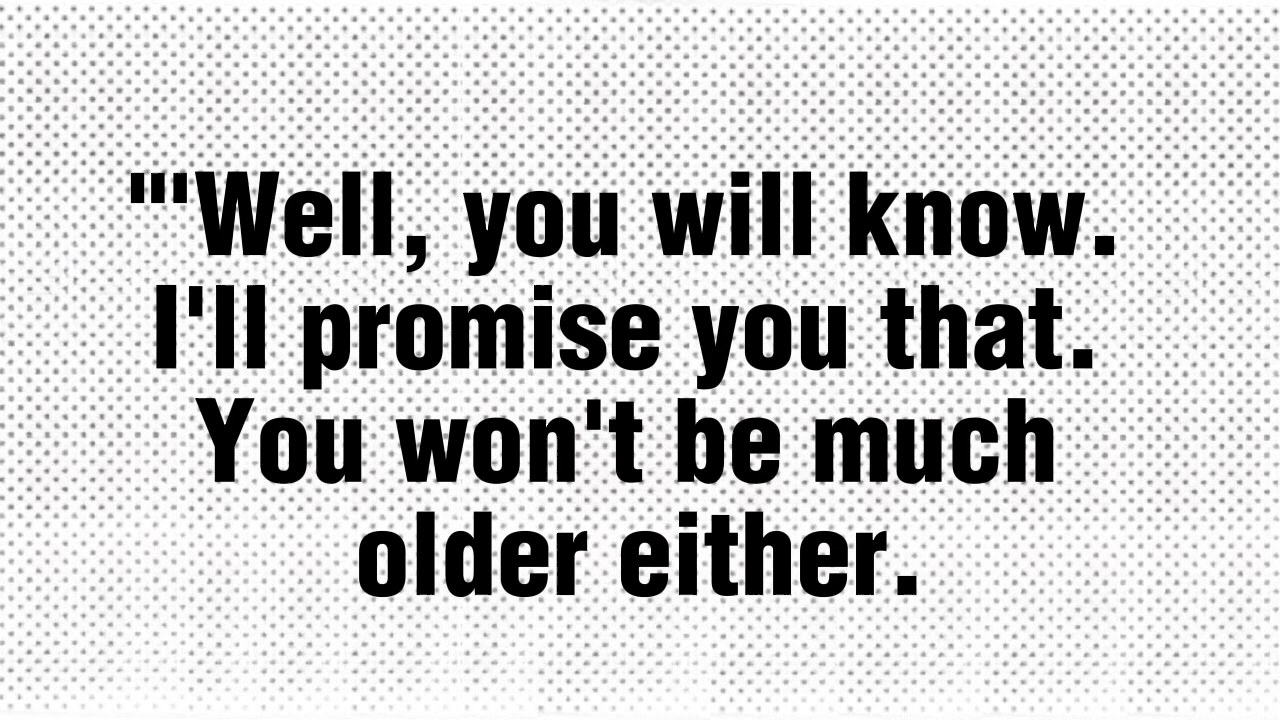 "'Well, you will know.
I'll promise you that.
You won't be much
older either.